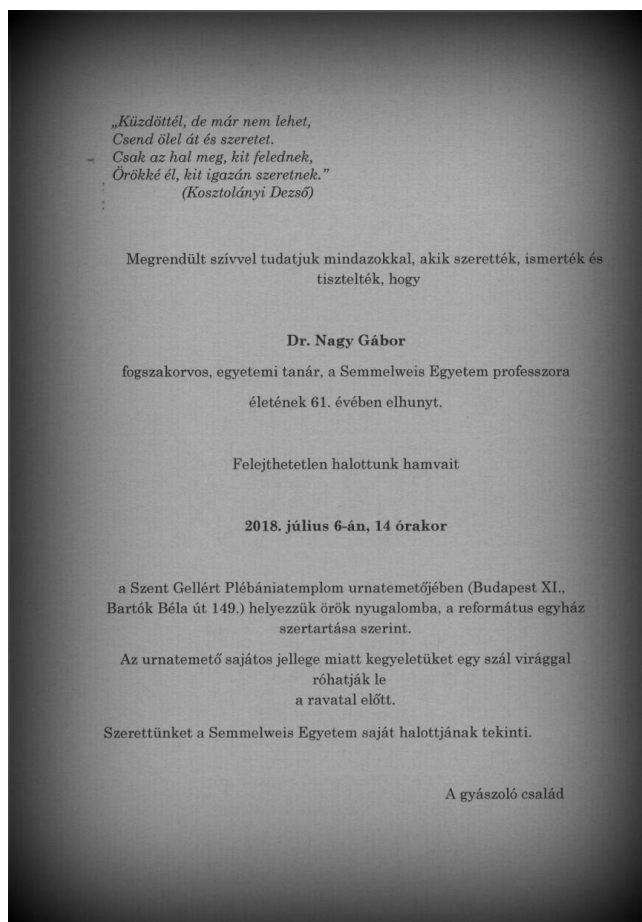 „Küzdöttél, de már nem lehet,
Csend ölel át és szeretet.
Csak az hal meg, kit felednek,
Örökké él, kit igazán szeretnek.”
(Kosztolányi Dezső)
Megrendült szívvel tudatjuk mindazokkal, akik szerették, ismerték és
tisztelték, hogy
Dr. Nagy Gábor
fogszakorvos, egyetemi tanár, a Semmelweis Egyetem professzora
életének 61. évében elhunyt.
Felejthetetlen halottunk hamvait
2018. július 6-án, 14 órakor
a Szent Gellért Plébániatemplom urnatemetőjében (Budapest XI.,
Bartók Béla út 149.) helyezzük örök nyugalomba, a református egyház
szertartása szerint.
Az urnatemető sajátos jellege miatt kegyeletüket egy szál virággal
róhatják le
a ravatal előtt.
Szerettünket a Semmelweis Egyetem saját halottjának tekinti.
A gyászoló család